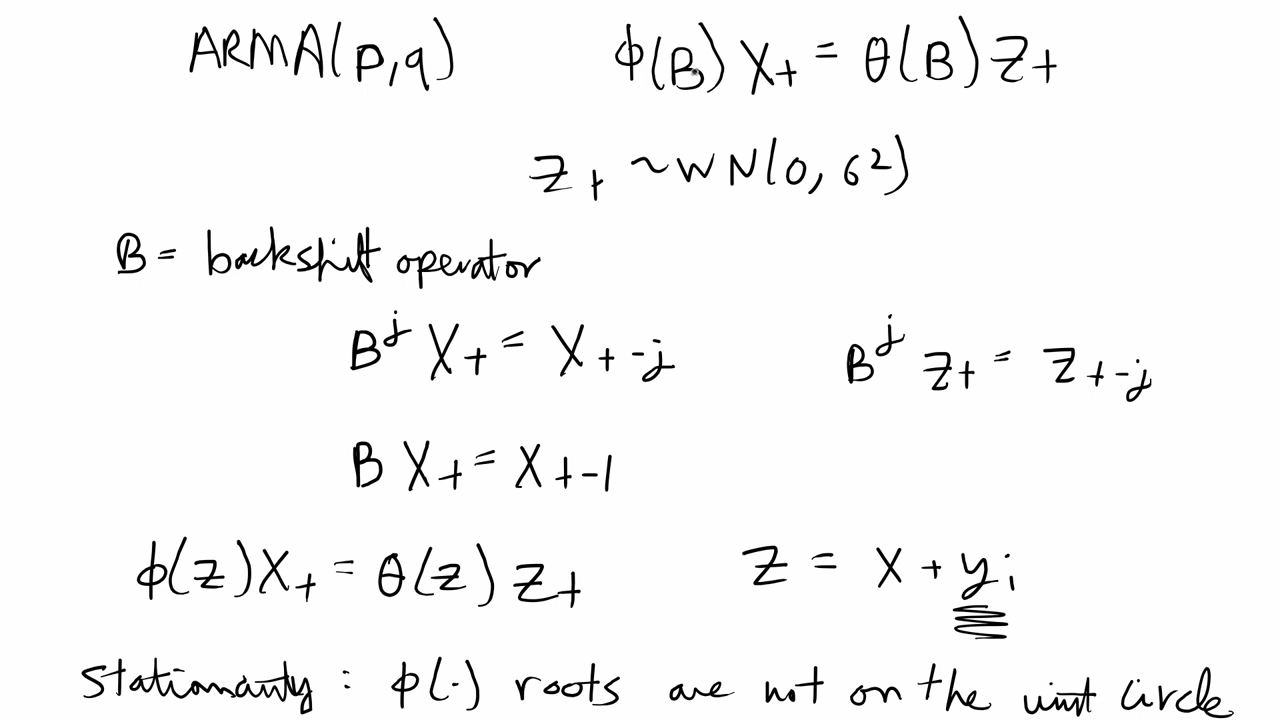 ARMA(p,q) ϕ(B) Xt = θ(B) Zt
Zt ~ WN(0, σ²)
B = backshift operator
B^j Xt = Xt-j B^j Zt = Zt-j
B Xt = Xt-1
ϕ(z) Xt = θ(z) Zt z = x + yi
Stationarity : ϕ(·) roots are not on the unit circle